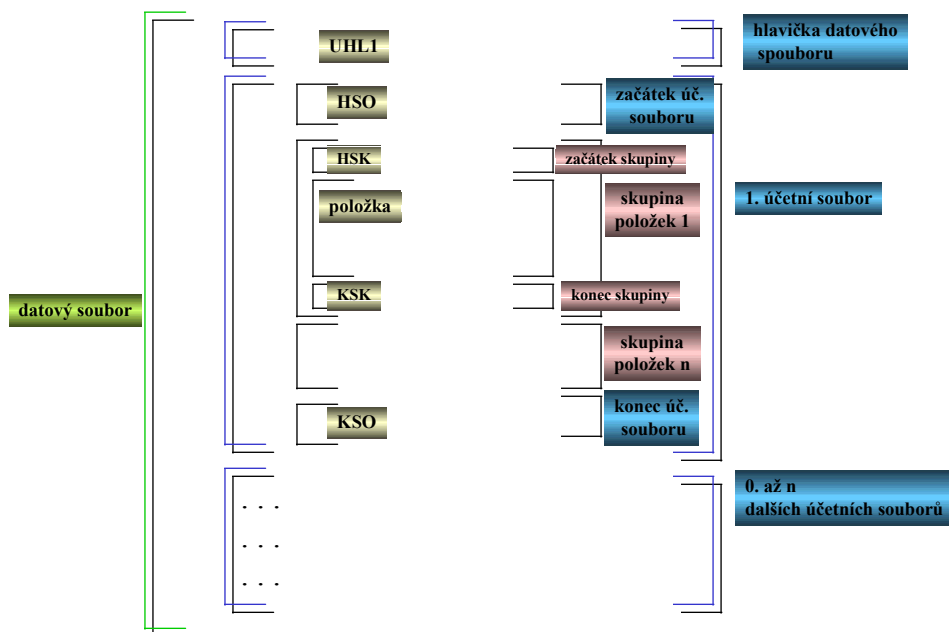 UHL1
hlavička datového
spouboru
HSO
začátek úč.
souboru
HSK
začátek skupiny
položka
skupina
položek 1
1. účetní soubor
KSK
konec skupiny
datový soubor
skupina
položek n
KSO
konec úč.
souboru
0. až n
dalších účetních souborů
. . .
. . .
. . .